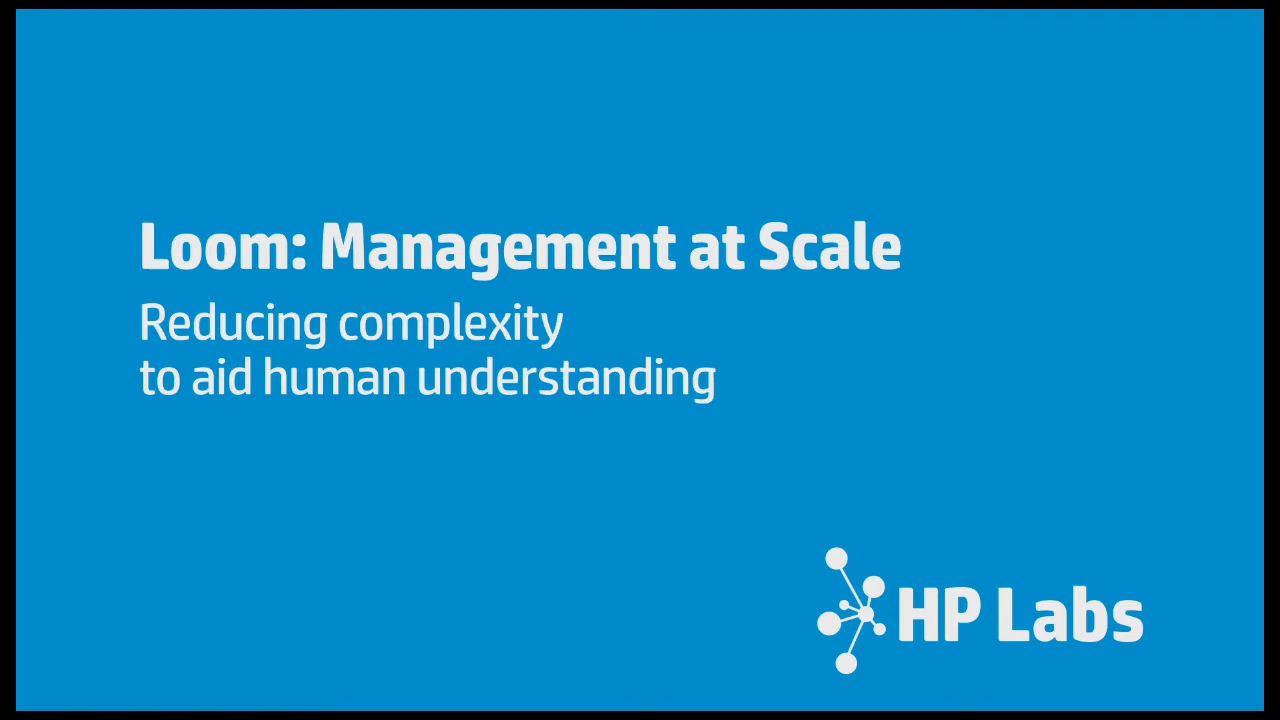 Loom: Management at Scale
Reducing complexity
to aid human understanding
HP Labs